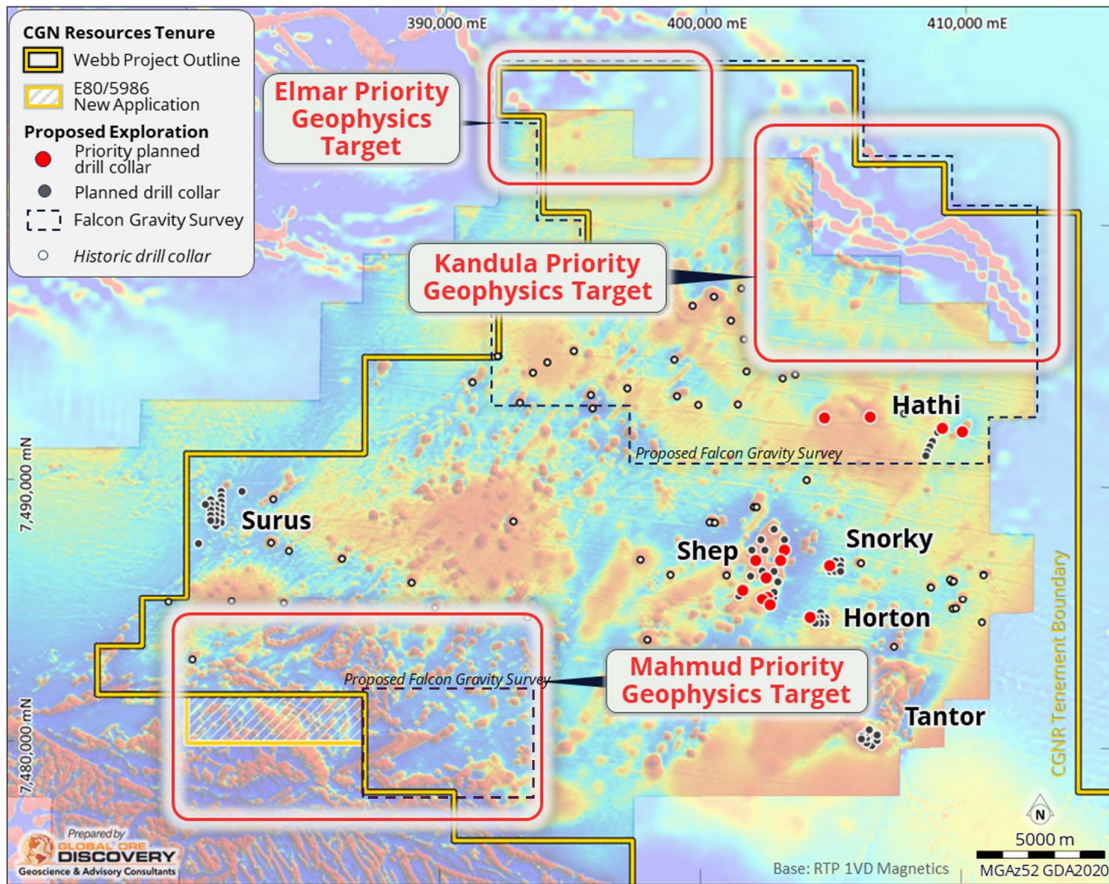 CGN Resources Tenure
Webb Project Outline
E80/5986
New Application
Proposed Exploration
Priority planned
drill collar
Planned drill collar
Falcon Gravity Survey
Historic drill collar
390,000 mE
400,000 mE
410,000 mE
Elmar Priority
Geophysics
Target
Kandula Priority
Geophysics Target
Hathi
Proposed Falcon Gravity Survey
7,490,000 mN
Surus
Shep
Snorky
Horton
Mahmud Priority
Geophysics Target
Proposed Falcon Gravity Survey
Tantor
7,480,000 mN
CGNR Tenement Boundary
Prepared by
GLOBAL ORE
DISCOVERY
Geoscience & Advisory Consultants
N
5000 m
Base: RTP 1VD Magnetics
MGAz52 GDA2020